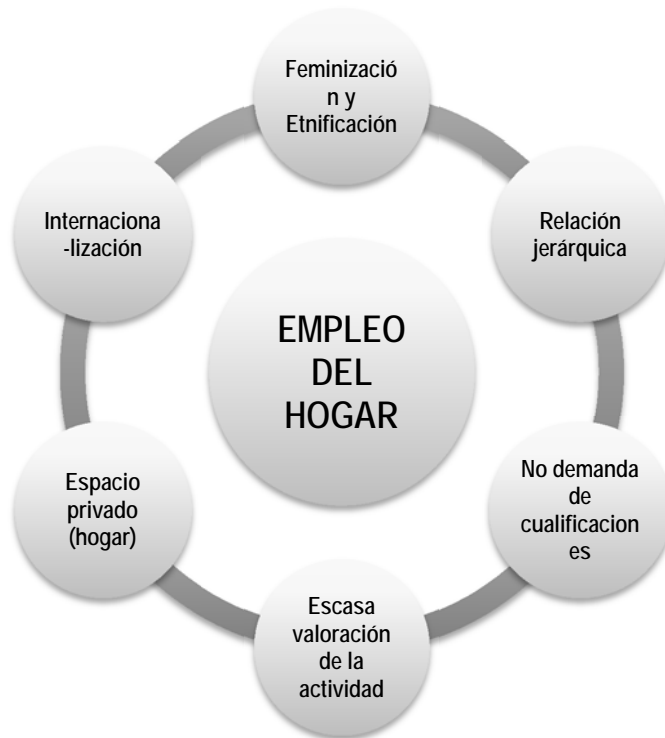 Feminizació
n y
Etnificación
Relación
jerárquica
No demanda
de
cualificacion
es
Escasa
valoración
de la
actividad
Espacio
privado
(hogar)
Internaciona
-lización
EMPLEO
DEL
HOGAR